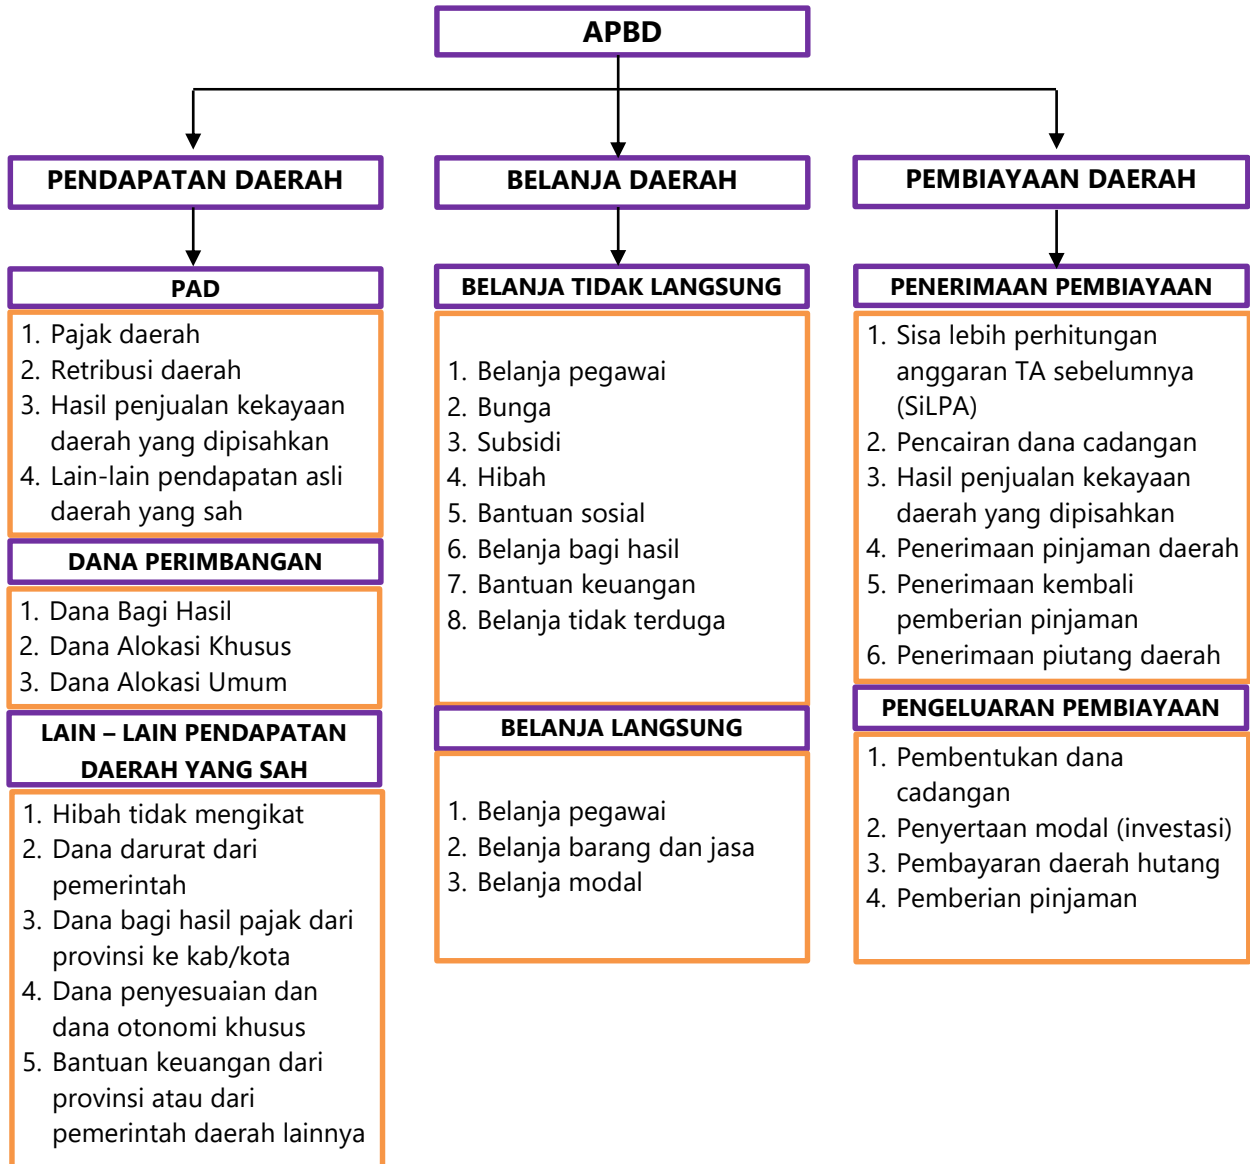 APBD
PENDAPATAN DAERAH
PAD
1. Pajak daerah
2. Retribusi daerah
3. Hasil penjualan kekayaan
daerah yang dipisahkan
4. Lain-lain pendapatan asli
daerah yang sah
DANA PERIMBANGAN
1. Dana Bagi Hasil
2. Dana Alokasi Khusus
3. Dana Alokasi Umum
LAIN – LAIN PENDAPATAN
DAERAH YANG SAH
1. Hibah tidak mengikat
2. Dana darurat dari
pemerintah
3. Dana bagi hasil pajak dari
provinsi ke kab/kota
4. Dana penyesuaian dan
dana otonomi khusus
5. Bantuan keuangan dari
provinsi atau dari
pemerintah daerah lainnya
BELANJA DAERAH
BELANJA TIDAK LANGSUNG
1. Belanja pegawai
2. Bunga
3. Subsidi
4. Hibah
5. Bantuan sosial
6. Belanja bagi hasil
7. Bantuan keuangan
8. Belanja tidak terduga
BELANJA LANGSUNG
1. Belanja pegawai
2. Belanja barang dan jasa
3. Belanja modal
PEMBIAYAAN DAERAH
PENERIMAAN PEMBIAYAAN
1. Sisa lebih perhitungan
anggaran TA sebelumnya
(SiLPA)
2. Pencairan dana cadangan
3. Hasil penjualan kekayaan
daerah yang dipisahkan
4. Penerimaan pinjaman daerah
5. Penerimaan kembali
pemberian pinjaman
6. Penerimaan piutang daerah
PENGELUARAN PEMBIAYAAN
1. Pembentukan dana
cadangan
2. Penyertaan modal (investasi)
3. Pembayaran daerah hutang
4. Pemberian pinjaman